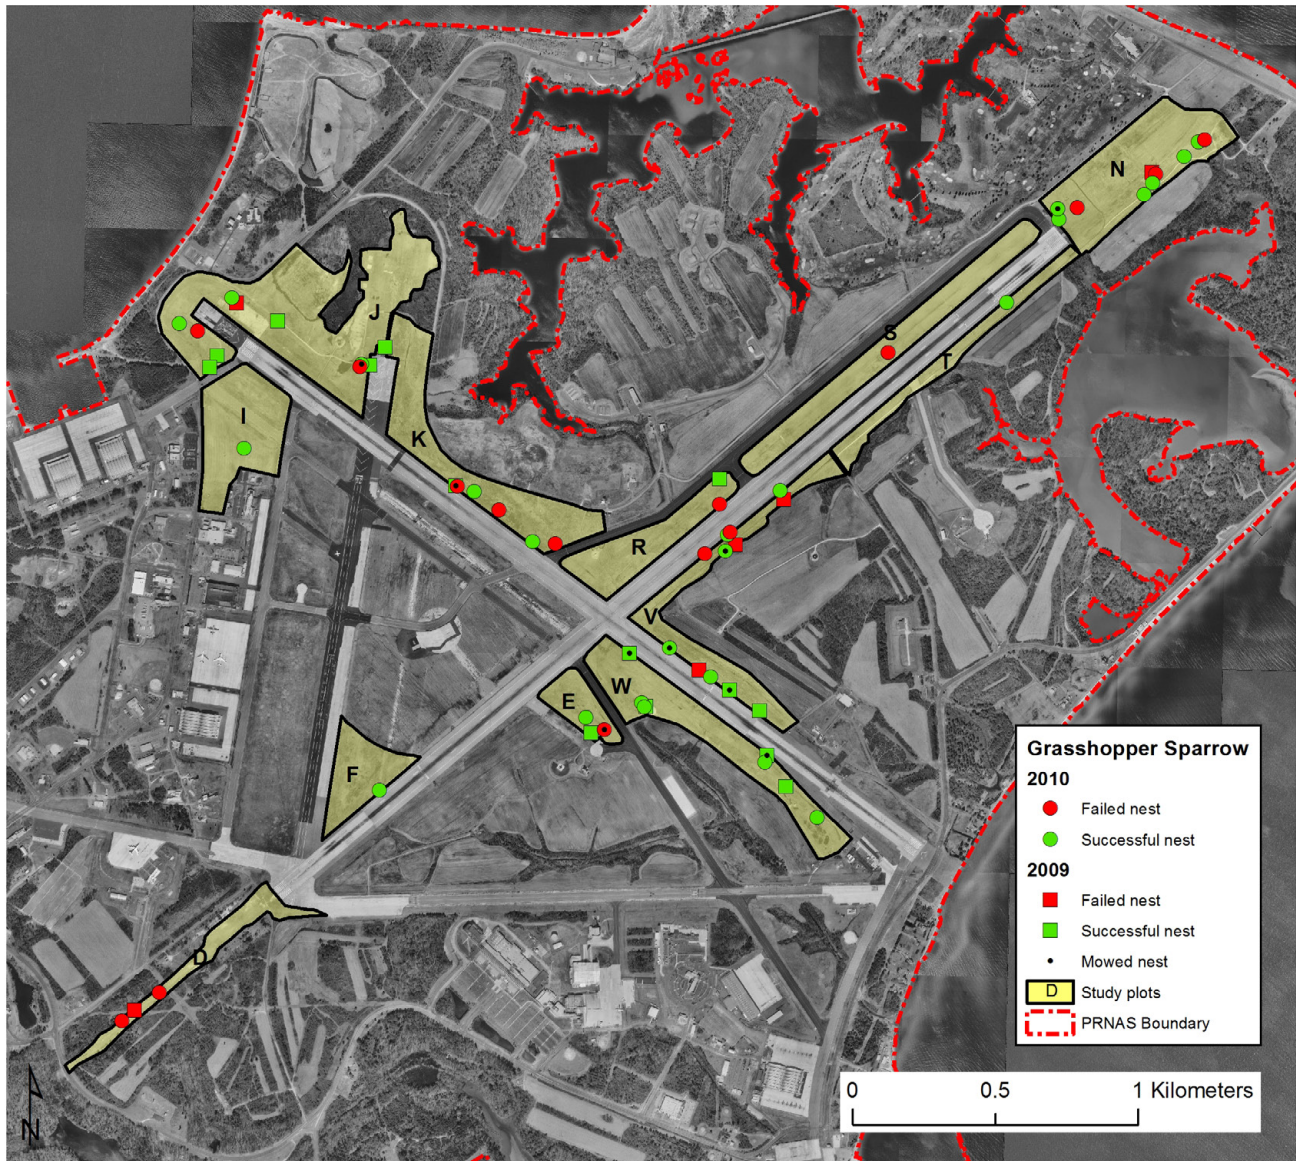 N
S
J
T
I
K
R
V
W
E
F
D
Grasshopper Sparrow
2010
Failed nest
Successful nest
2009
Failed nest
Successful nest
Mowed nest
D Study plots
PRNAS Boundary
0 0.5 1 Kilometers
N